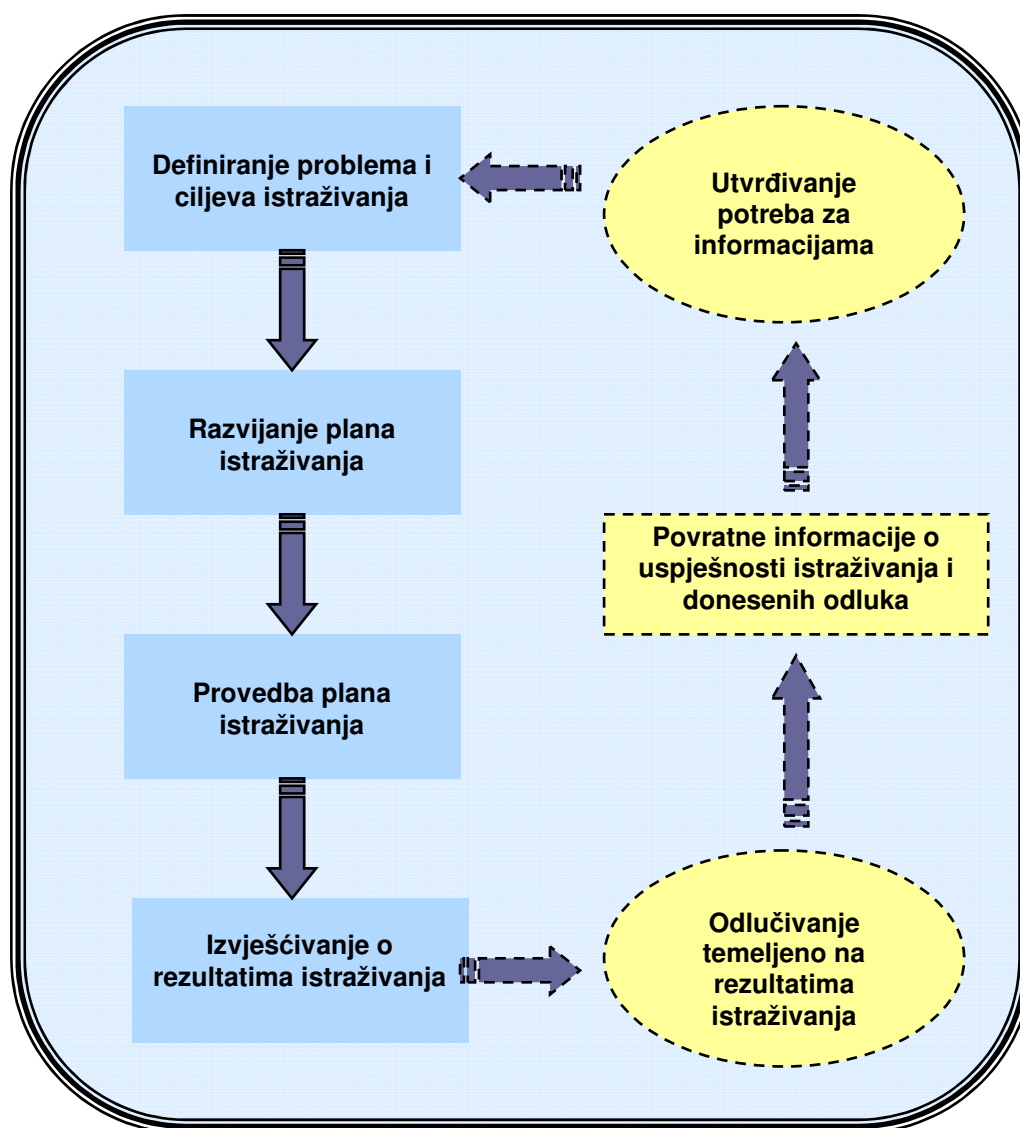 Definiranje problema i
ciljeva istraživanja
Utvrđivanje
potreba za
informacijama
Razvijanje plana
istraživanja
Povratne informacije o
uspješnosti istraživanja i
donesenih odluka
Provedba plana
istraživanja
Izvješćivanje o
rezultatima istraživanja
Odlučivanje
temeljeno na
rezultatima
istraživanja